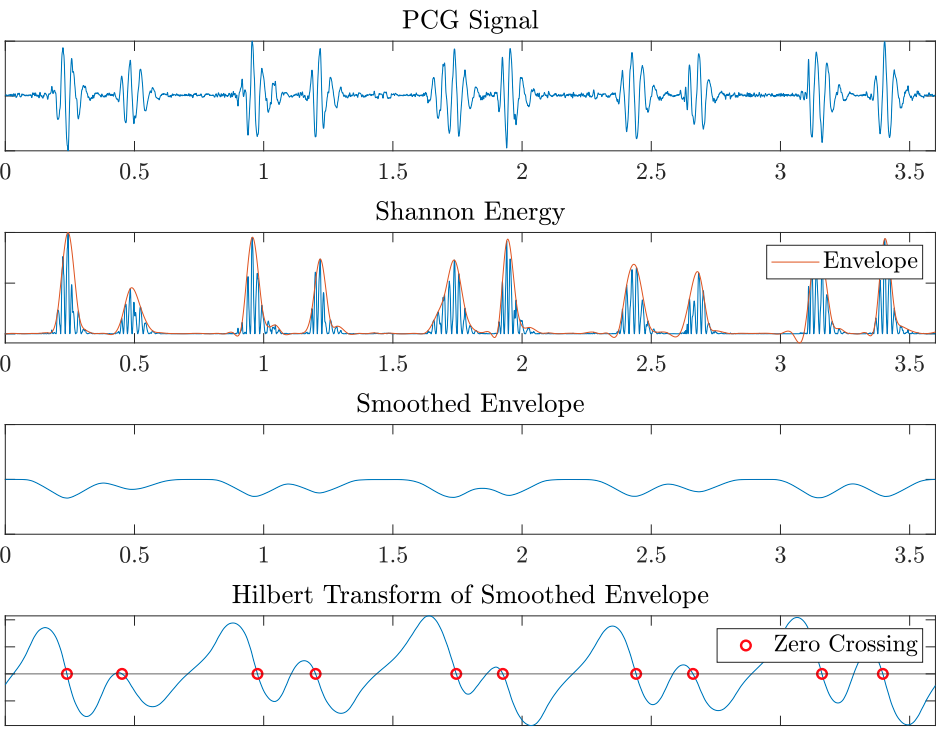 PCG Signal
0 0.5 1 1.5 2 2.5 3 3.5
Shannon Energy
Envelope
0 0.5 1 1.5 2 2.5 3 3.5
Smoothed Envelope
0 0.5 1 1.5 2 2.5 3 3.5
Hilbert Transform of Smoothed Envelope
Zero Crossing